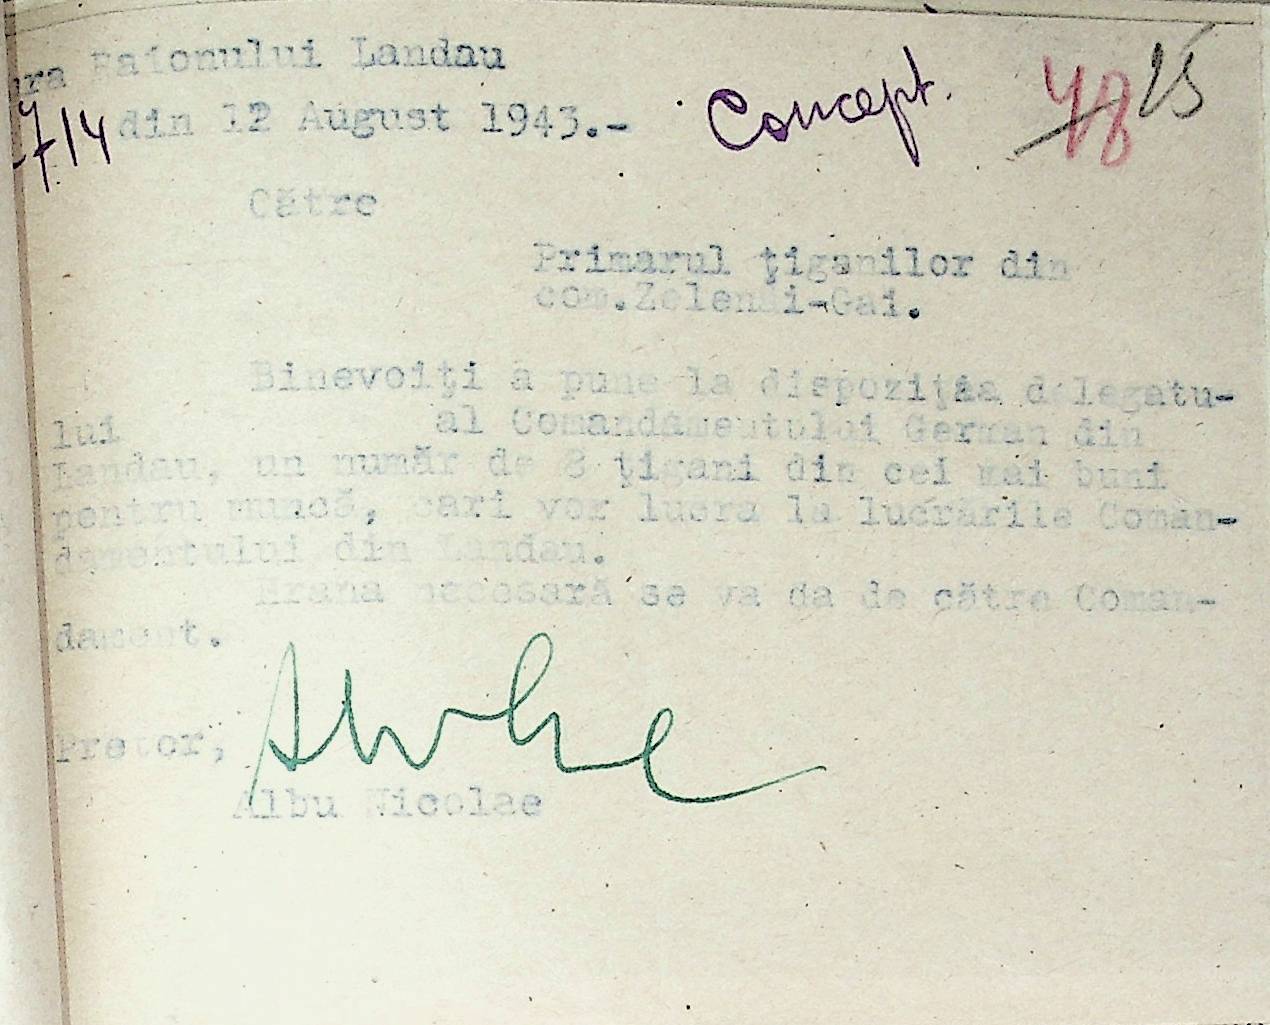 ura Raionului Landau
714 din 12 August 1943.-
Concept.
48 25
Către
Primarul ţiganilor din
com.Zelenai-Gai.
Binevoiţi a pune la dispoziţia delegatu-
lui al Comandamentului German din
Landau, un număr de 8 ţigani din cei mai buni
pentru muncă, cari vor lucra la lucrările Coman-
damentului din Landau.
Hrana necesară se va da de către Coman-
dament.
Pretor,
Albu Nicolae